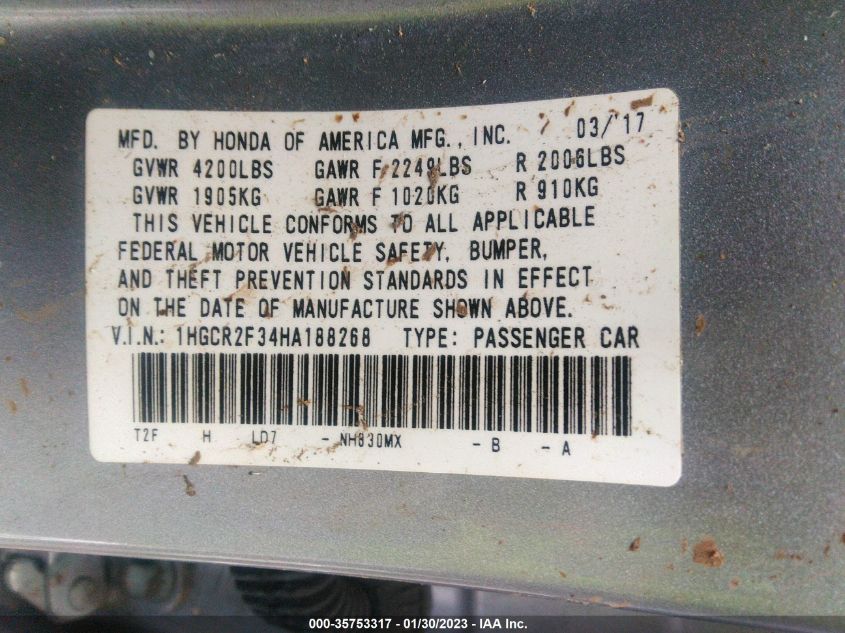 MFD. BY HONDA OF AMERICA MFG., INC. 03/17
GVWR 4200LBS GAWR F 2249LBS R 2006LBS
GVWR 1905KG GAWR F 1020KG R 910KG
THIS VEHICLE CONFORMS TO ALL APPLICABLE
FEDERAL MOTOR VEHICLE SAFETY, BUMPER,
AND THEFT PREVENTION STANDARDS IN EFFECT
ON THE DATE OF MANUFACTURE SHOWN ABOVE.
V.I.N.: 1HGCR2F34HA188268 TYPE: PASSENGER CAR
T2F H LD7 - NH830MX - B - A
000-35753317 - 01/30/2023 - IAA Inc.